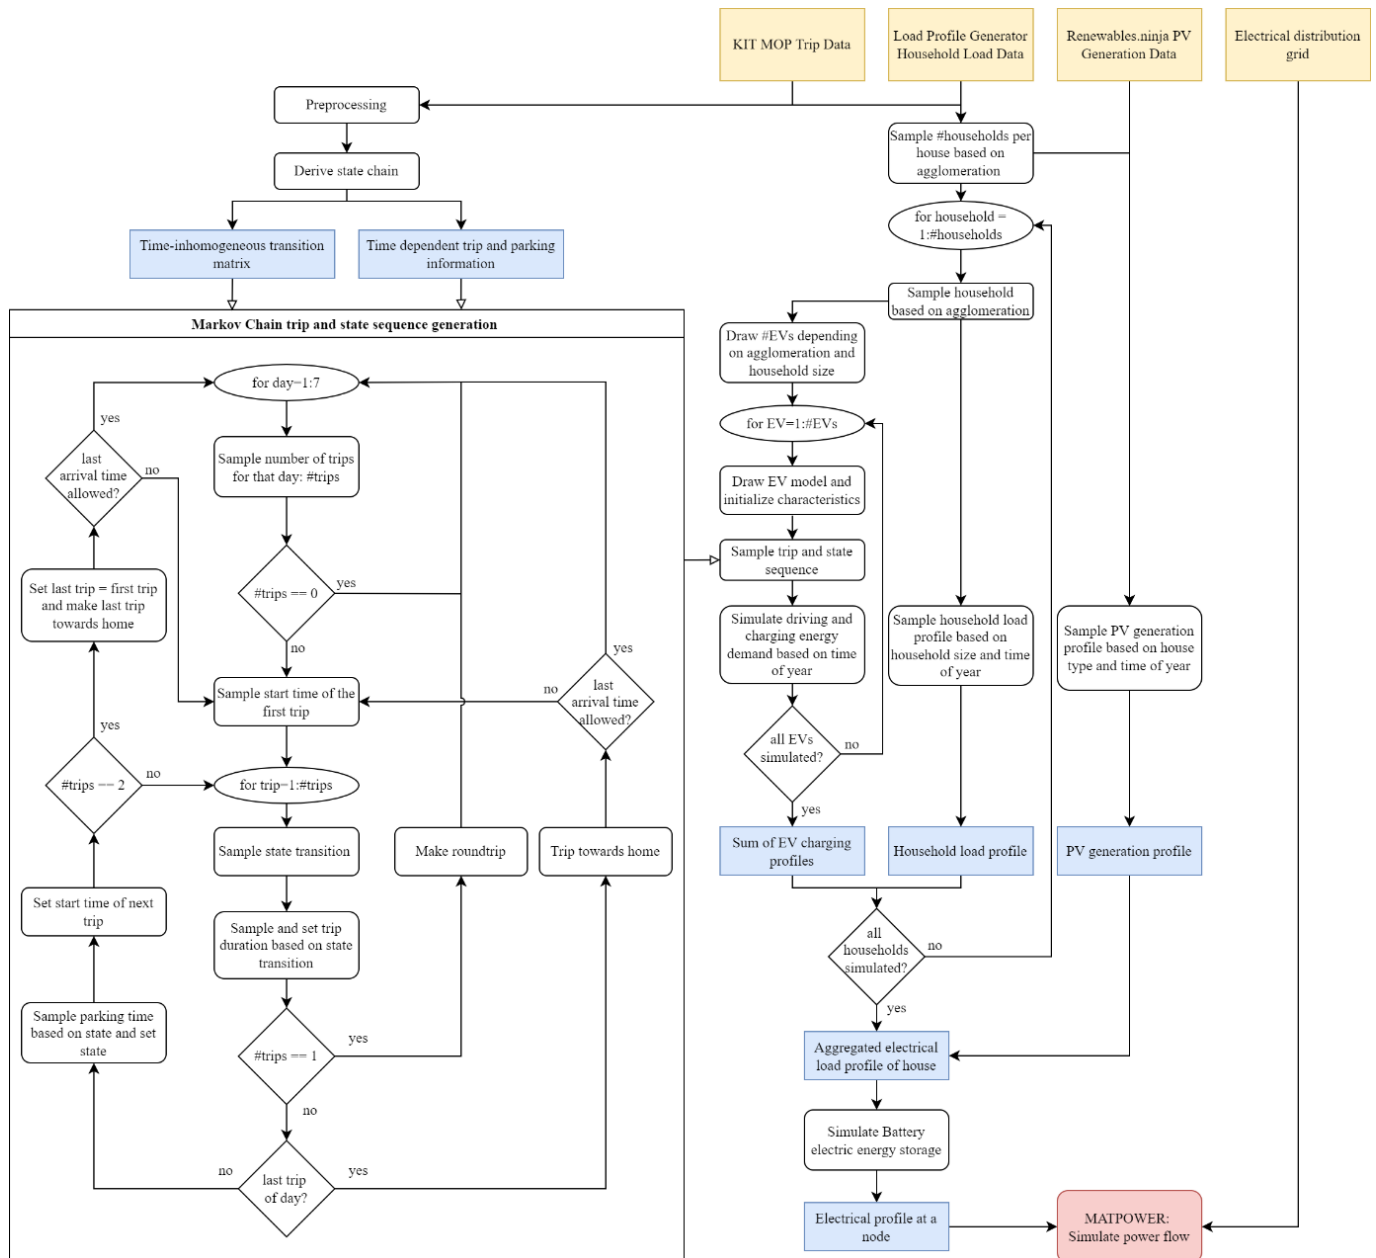 KIT MOP Trip Data
Load Profile Generator
Household Load Data
Renewables.ninja PV
Generation Data
Electrical distribution
grid
Preprocessing
Derive state chain
Time-inhomogeneous transition
matrix
Time dependent trip and parking
information
Markov Chain trip and state sequence generation
for day=1:7
yes
last
arrival time
allowed?
no
Sample number of trips
for that day: #trips
Set last trip = first trip
and make last trip
towards home
#trips == 0
yes
no
Sample start time of the
first trip
yes
no
last
arrival time
allowed?
yes
#trips == 2
no
for trip=1:#trips
Sample state transition
Make roundtrip
Trip towards home
Set start time of next
trip
Sample and set trip
duration based on state
transition
Sample parking time
based on state and set
state
#trips == 1
yes
no
no
last trip
of day?
yes
Sample #households per
house based on
agglomeration
for household =
1:#households
Sample household
based on agglomeration
Draw #EVs depending
on agglomeration and
household size
for EV=1:#EVs
Draw EV model and
initialize characteristics
Sample trip and state
sequence
Simulate driving and
charging energy
demand based on time
of year
Sample household load
profile based on
household size and time
of year
Sample PV generation
profile based on house
type and time of year
all EVs
simulated?
no
yes
Sum of EV charging
profiles
Household load profile
PV generation profile
all
households
simulated?
no
yes
Aggregated electrical
load profile of house
Simulate Battery
electric energy storage
Electrical profile at a
node
MATPOWER:
Simulate power flow